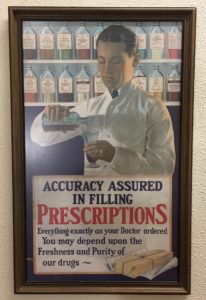 ACCURACY ASSURED
IN FILLING
PRESCRIPTIONS
Everything exactly as your Doctor ordered
You may depend upon the
Freshness and Purity of
our drugs ~